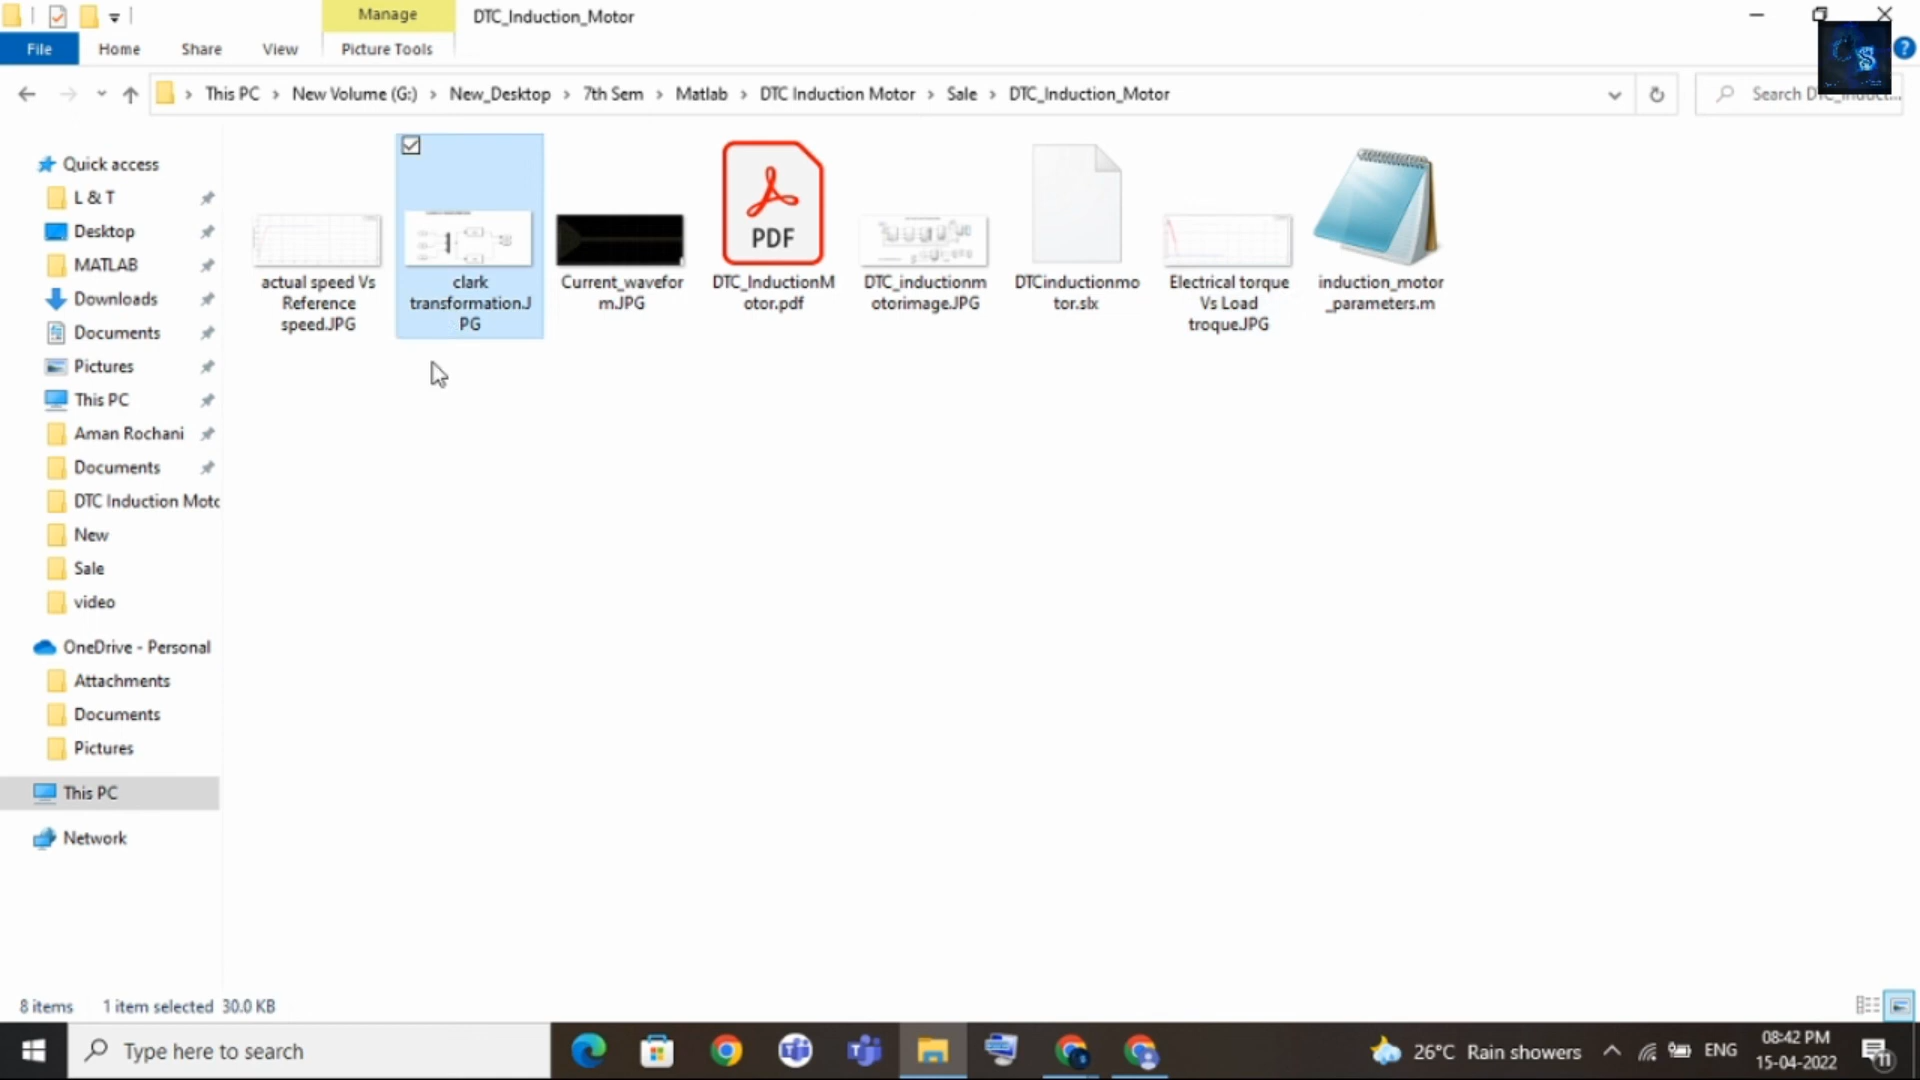 Manage
DTC_Induction_Motor
File
Home
Share
View
Picture Tools
This PC
New Volume (G:)
New_Desktop
7th Sem
Matlab
DTC Induction Motor
Sale
DTC_Induction_Motor
Search
Quick access
L & T
Desktop
MATLAB
Downloads
Documents
Pictures
This PC
Aman Rochani
Documents
DTC Induction Moto
New
Sale
video
OneDrive - Personal
Attachments
Documents
Pictures
This PC
Network
actual speed Vs
Reference
speed.JPG
clark
transformation.J
PG
Current_wavefor
m.JPG
PDF
DTC_InductionM
otor.pdf
DTC_inductionm
otorimage.JPG
DTCinductionmo
tor.slx
Electrical torque
Vs Load
troque.JPG
induction_motor
_parameters.m
8 items
1 item selected
30.0 KB
Type here to search
26°C Rain showers
ENG
08:42 PM
15-04-2022
11